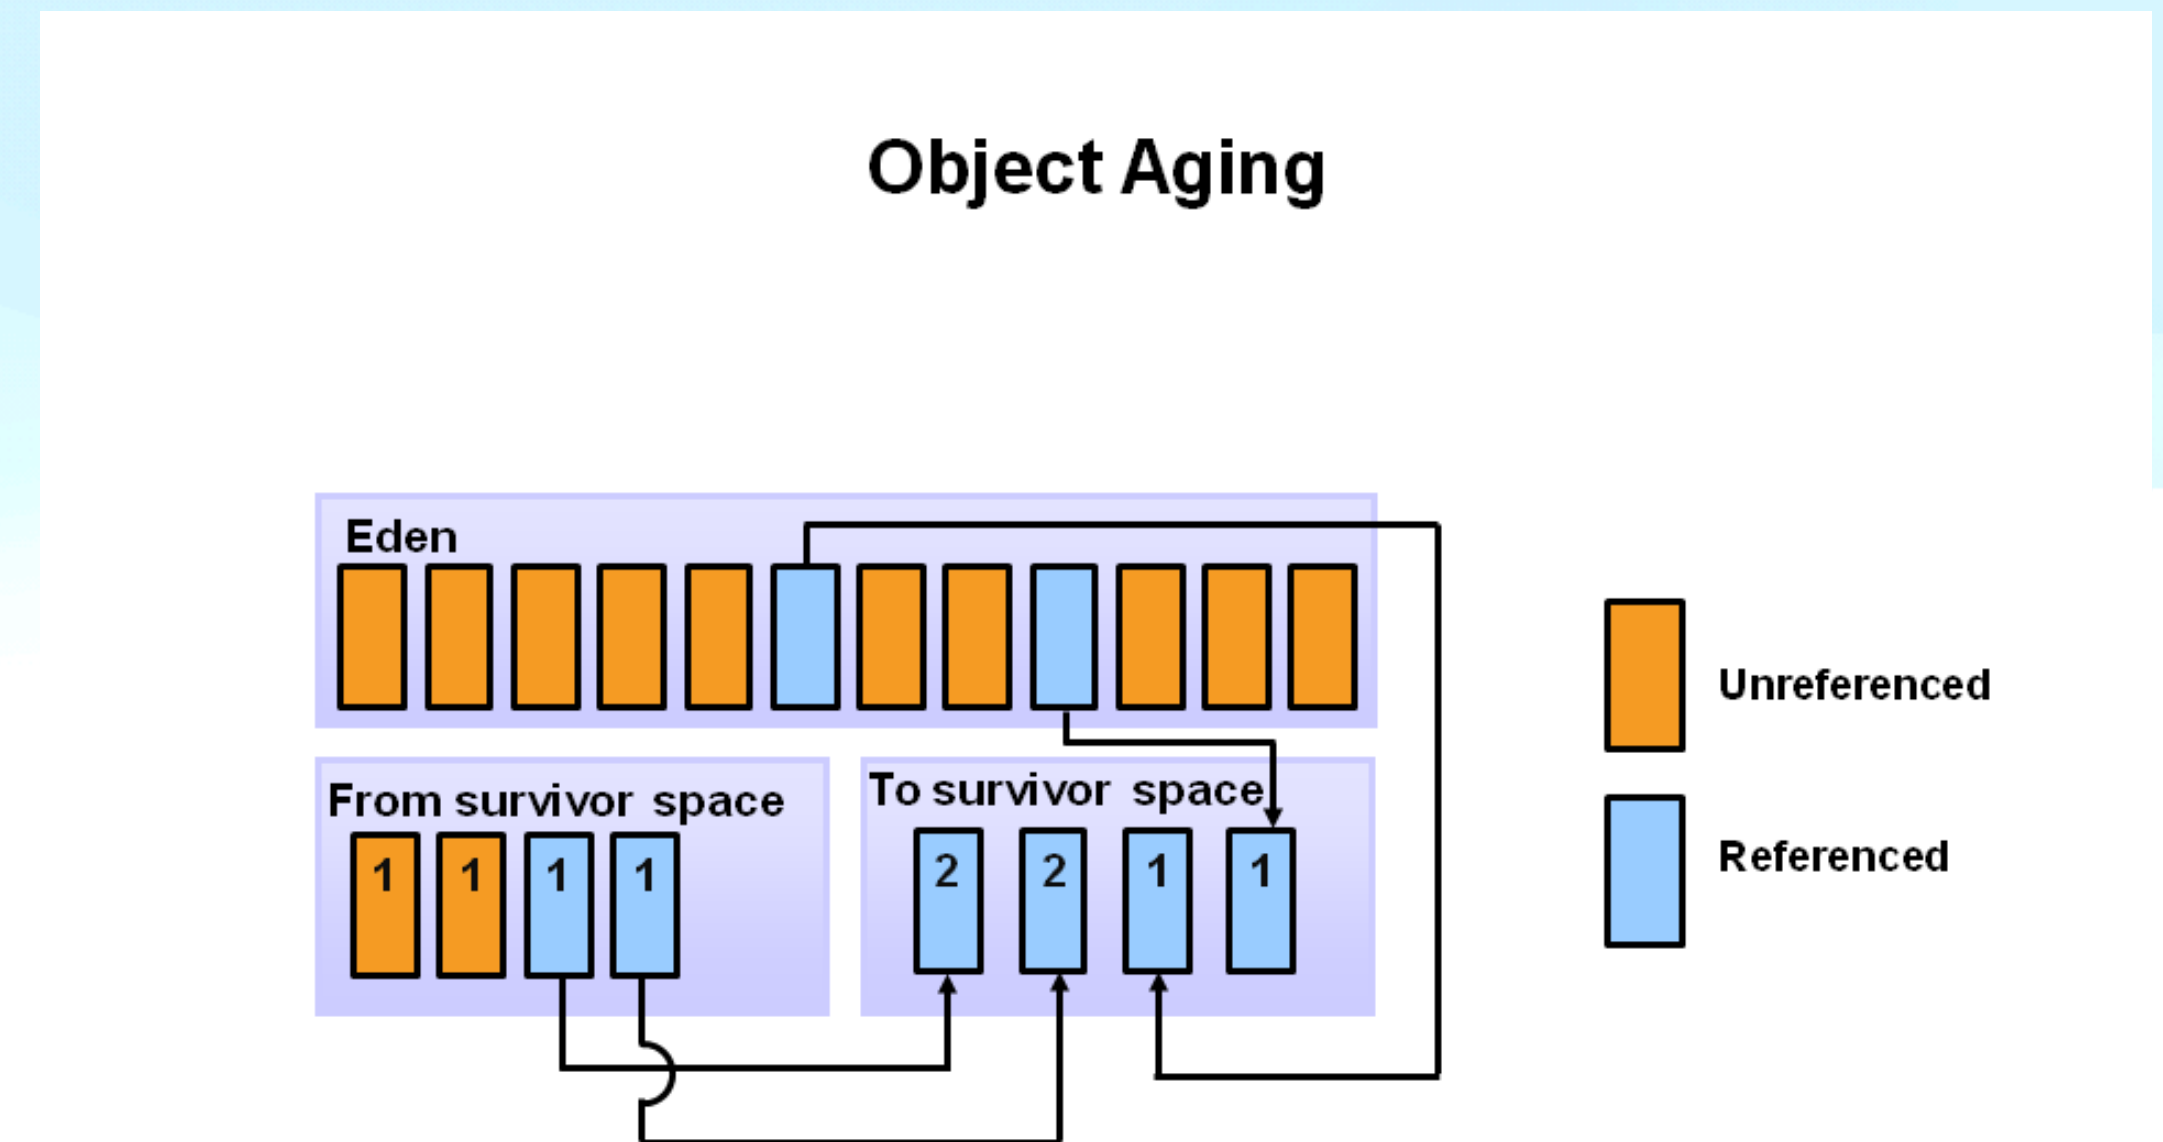 Object Aging
Eden
From survivor space
1 1 1 1
To survivor space
2 2 1 1
Unreferenced
Referenced